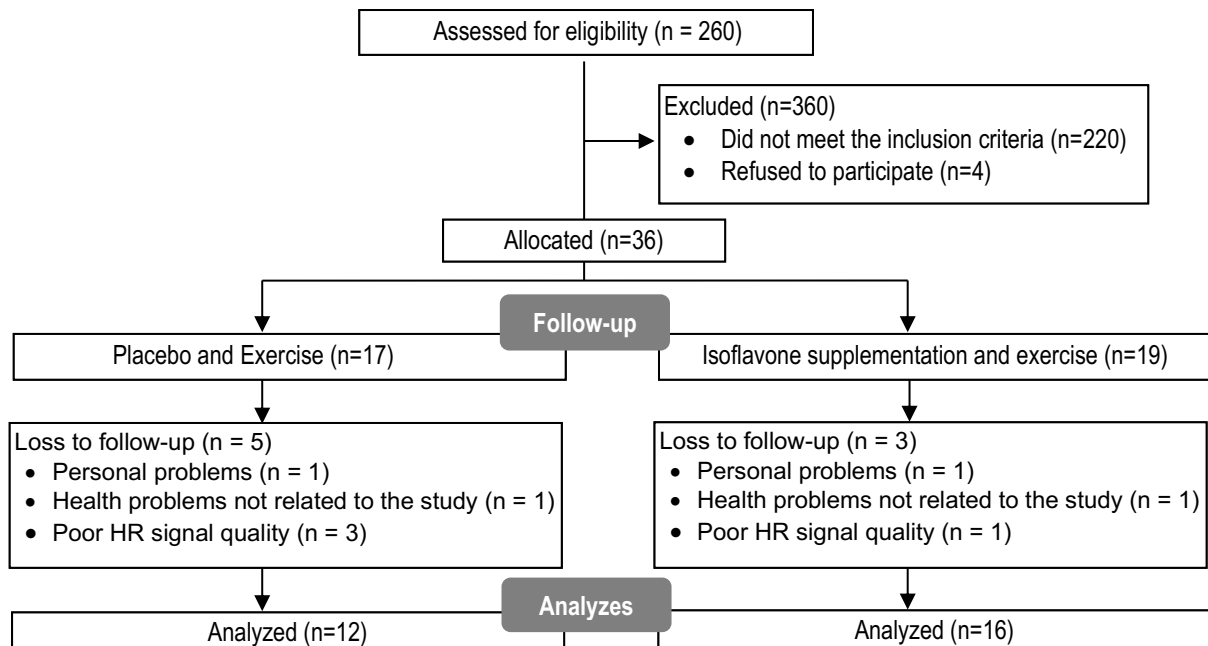 Assessed for eligibility (n = 260)
Excluded (n=360)
• Did not meet the inclusion criteria (n=220)
• Refused to participate (n=4)
Allocated (n=36)
Follow-up
Placebo and Exercise (n=17)
Isoflavone supplementation and exercise (n=19)
Loss to follow-up (n = 5)
• Personal problems (n = 1)
• Health problems not related to the study (n = 1)
• Poor HR signal quality (n = 3)
Loss to follow-up (n = 3)
• Personal problems (n = 1)
• Health problems not related to the study (n = 1)
• Poor HR signal quality (n = 1)
Analyzes
Analyzed (n=12)
Analyzed (n=16)